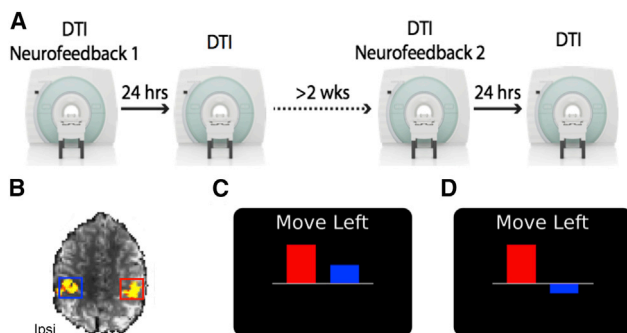 A
DTI
Neurofeedback 1
24 hrs
DTI
>2 wks
DTI
Neurofeedback 2
24 hrs
DTI
B
Ipsi
C
Move Left
D
Move Left